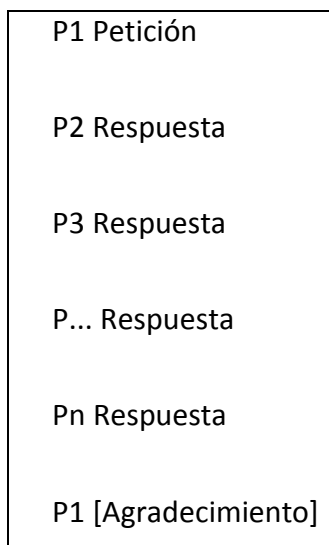 P1 Petición
P2 Respuesta
P3 Respuesta
P... Respuesta
Pn Respuesta
P1 [Agradecimiento]